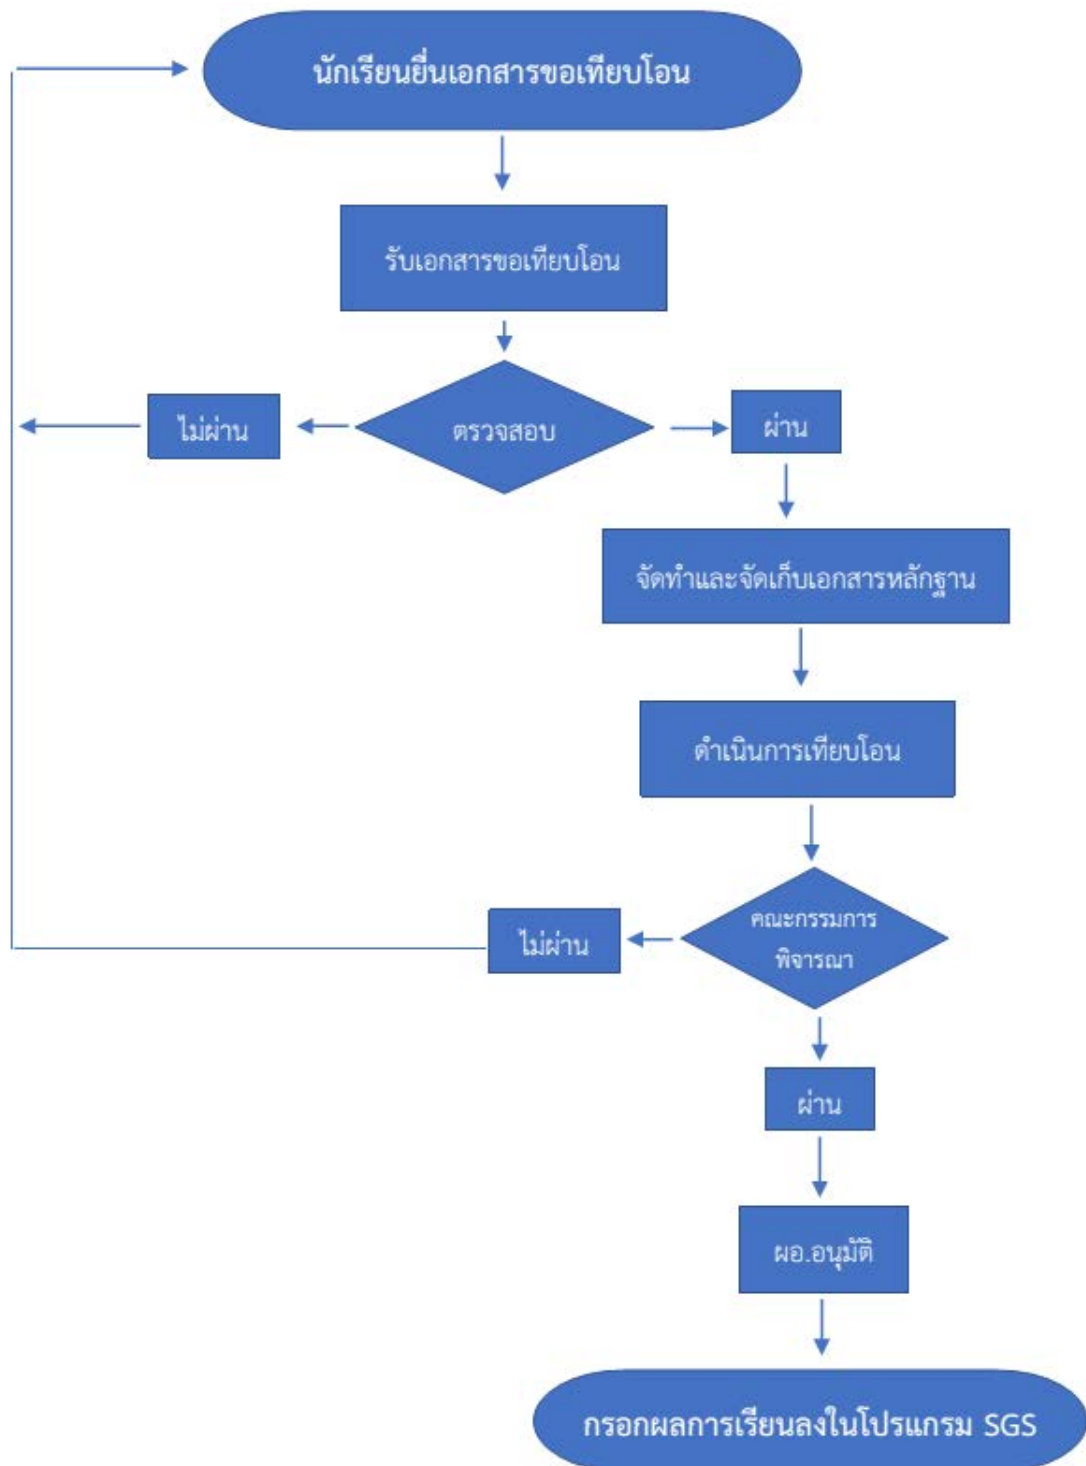 นักเรียนยื่นเอกสารขอเทียบโอน
รับเอกสารขอเทียบโอน
ไม่ผ่าน
ตรวจสอบ
ผ่าน
จัดทำและจัดเก็บเอกสารหลักฐาน
ดำเนินการเทียบโอน
ไม่ผ่าน
คณะกรรมการ
พิจารณา
ผ่าน
ผอ.อนุมัติ
กรอกผลการเรียนลงในโปรแกรม SGS